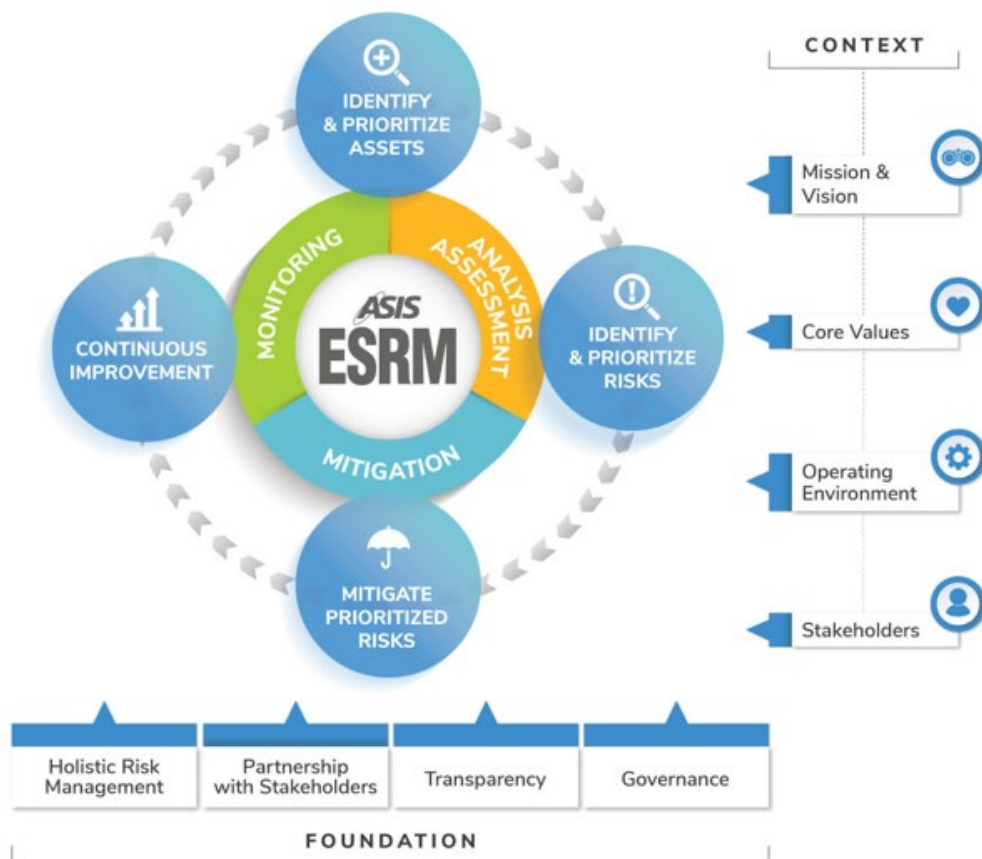 CONTEXT
IDENTIFY
& PRIORITIZE
ASSETS
Mission &
Vision
MONITORING
ANALYSIS
ASSESSMENT
ASIS
ESRM
CONTINUOUS
IMPROVEMENT
IDENTIFY
& PRIORITIZE
RISKS
Core Values
MITIGATION
Operating
Environment
MITIGATE
PRIORITIZED
RISKS
Stakeholders
Holistic Risk
Management
Partnership
with Stakeholders
Transparency
Governance
FOUNDATION